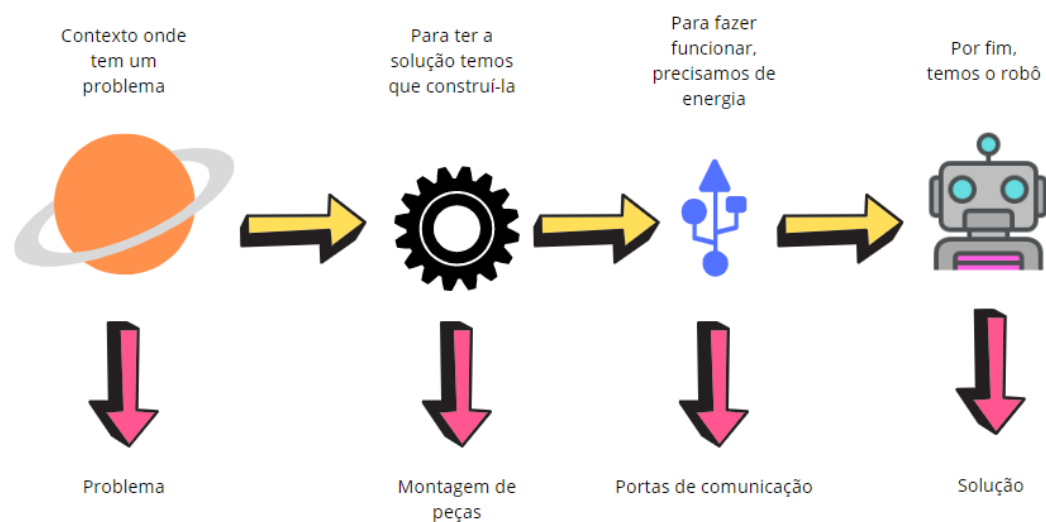 Contexto onde
tem um
problema
Para ter a
solução temos
que construí-la
Para fazer
funcionar,
precisamos de
energia
Por fim,
temos o robô
Problema
Montagem de
peças
Portas de comunicação
Solução